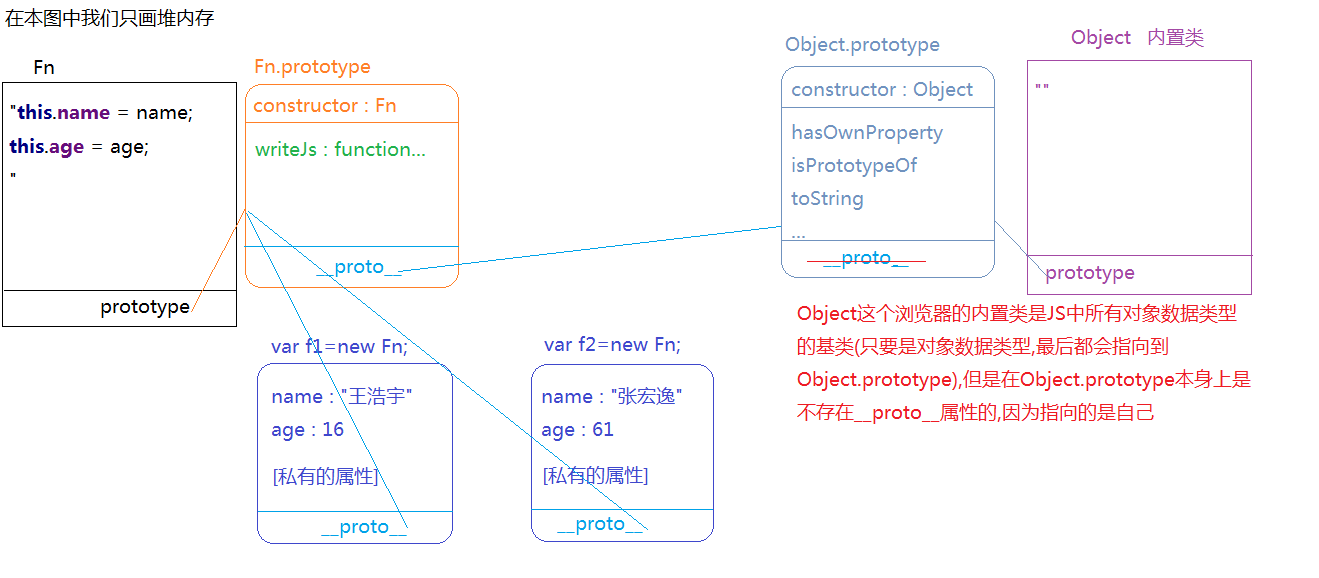 在本图中我们只画堆内存
Fn
"this.name = name;
this.age = age;
"
prototype
Fn.prototype
constructor : Fn
writeJs : function...
__proto__
Object.prototype
constructor : Object
hasOwnProperty
isPrototypeOf
toString
...
__proto__
Object 内置类
""
prototype
Object这个浏览器的内置类是JS中所有对象数据类型
的基类(只要是对象数据类型,最后都会指向到
Object.prototype),但是在Object.prototype本身上是
不存在__proto__属性的,因为指向的是自己
var f1=new Fn;
name : "王浩宇"
age : 16
[私有的属性]
__proto__
var f2=new Fn;
name : "张宏逸"
age : 61
[私有的属性]
__proto__